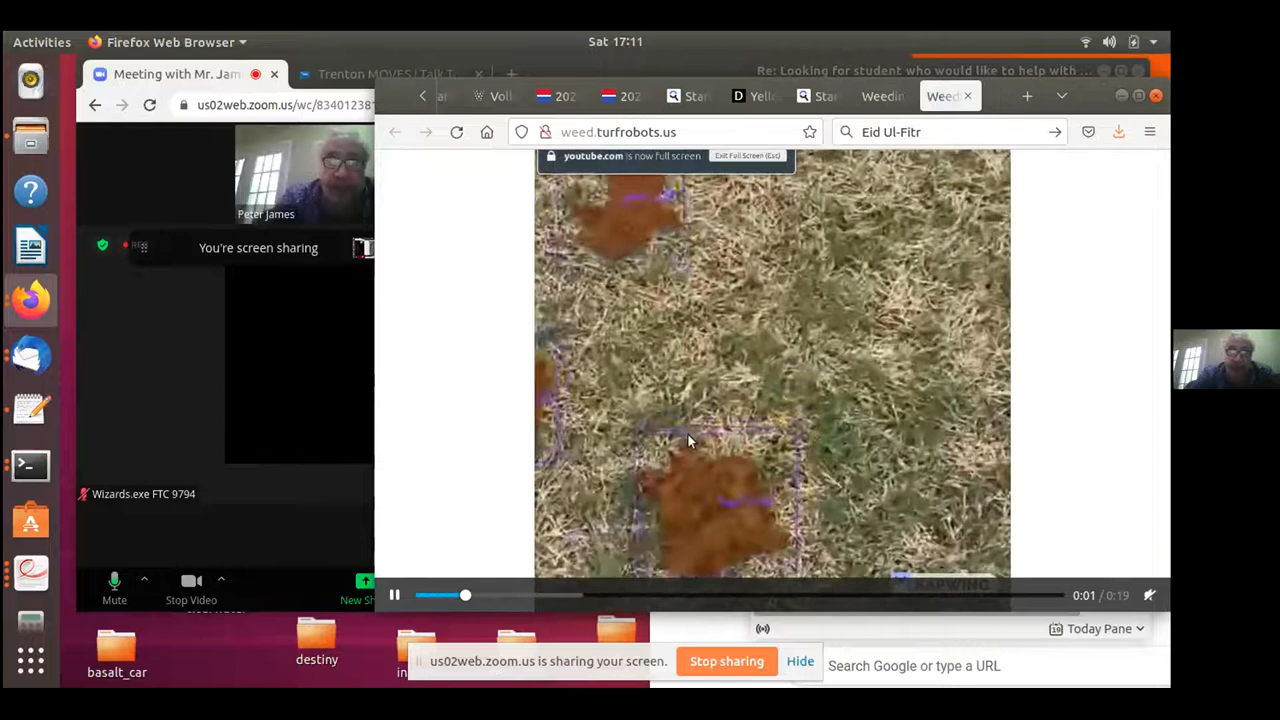 Activities
Firefox Web Browser
Sat 17:11
Meeting with Mr. Jam
Trenton MOVES | Talk T
Re: Looking for student who would like to help with ...
us02web.zoom.us/wc/834012381
Voll
202
202
Star
Yello
Star
Weedin
Weed
weed.turfrobots.us
Eid Ul-Fitr
youtube.com is now full screen
Exit Full Screen (Esc)
Peter James
You're screen sharing
Wizards.exe FTC 9794
KAPWING
Mute
Stop Video
New Sh
0:01 / 0:19
19
Today Pane
basalt_car
destiny
in
us02web.zoom.us is sharing your screen.
Stop sharing
Hide
Search Google or type a URL